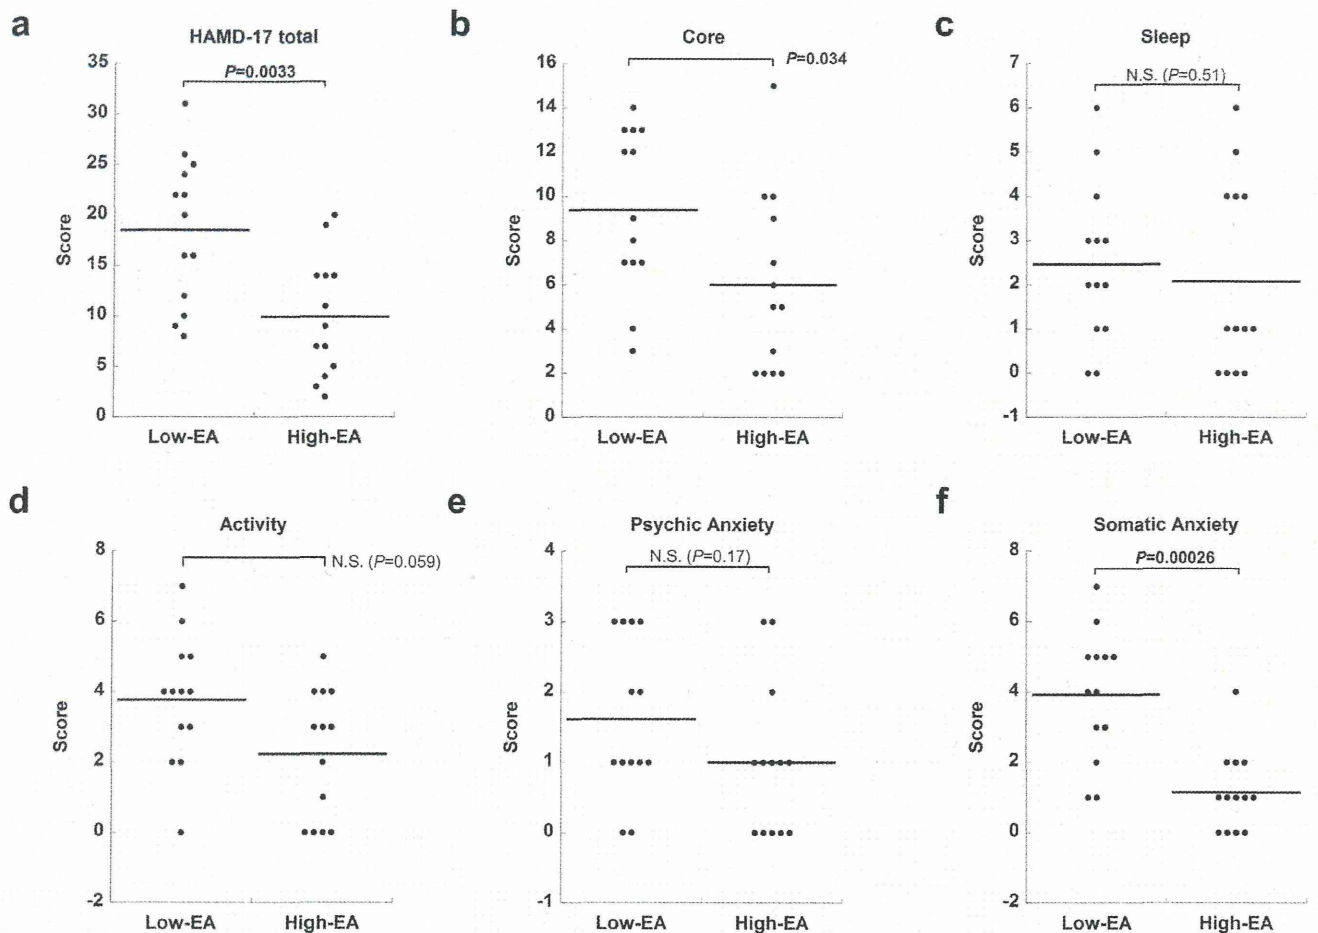 a
HAMD-17 total
P=0.0033
Score
35
30
25
20
15
10
5
0
Low-EA
High-EA
b
Core
P=0.034
Score
16
14
12
10
8
6
4
2
0
Low-EA
High-EA
c
Sleep
N.S. (P=0.51)
Score
7
6
5
4
3
2
1
0
-1
Low-EA
High-EA
d
Activity
N.S. (P=0.059)
Score
8
6
4
2
0
-2
Low-EA
High-EA
e
Psychic Anxiety
N.S. (P=0.17)
Score
4
3
2
1
0
-1
Low-EA
High-EA
f
Somatic Anxiety
P=0.00026
Score
8
6
4
2
0
-2
Low-EA
High-EA